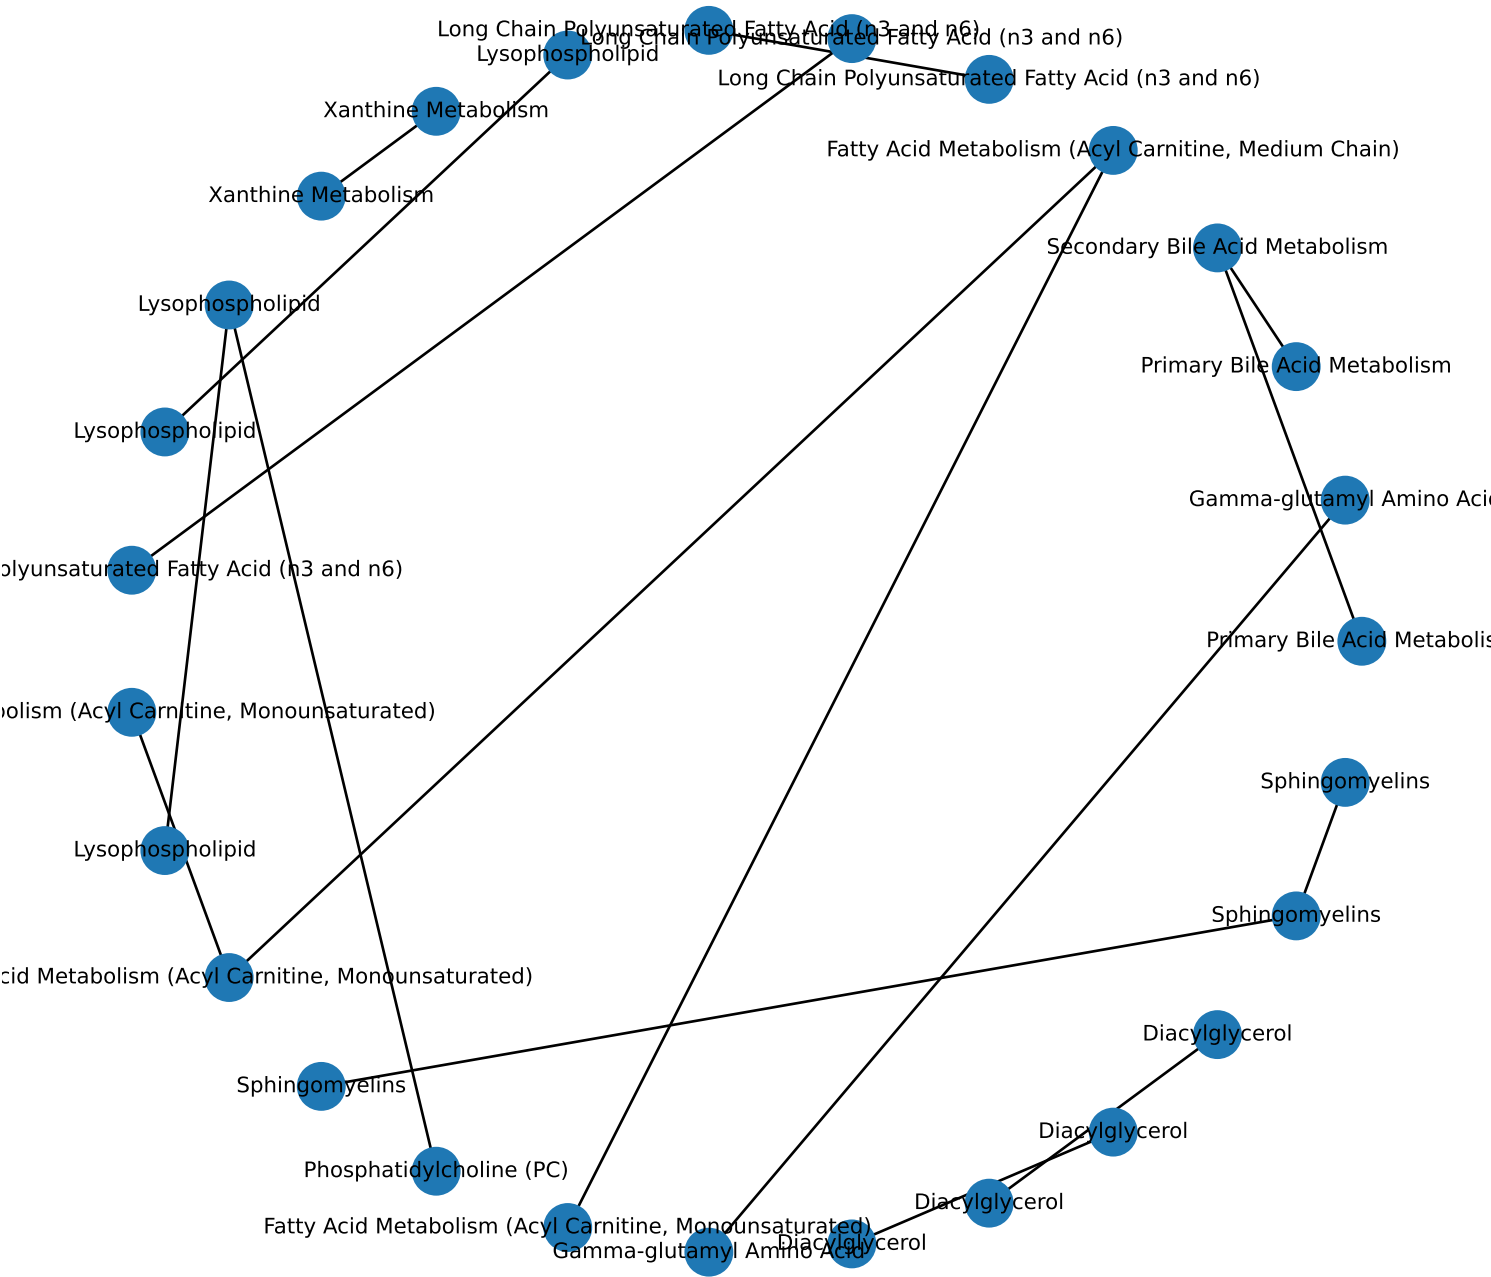 Long Chain Polyunsaturated Fatty Acid (n3 and n6)
Long Chain Polyunsaturated Fatty Acid (n3 and n6)
Lysophospholipid
Long Chain Polyunsaturated Fatty Acid (n3 and n6)
Xanthine Metabolism
Fatty Acid Metabolism (Acyl Carnitine, Medium Chain)
Xanthine Metabolism
Secondary Bile Acid Metabolism
Lysophospholipid
Primary Bile Acid Metabolism
Lysophospholipid
Gamma-glutamyl Amino Acid
olyunsaturated Fatty Acid (n3 and n6)
Primary Bile Acid Metabolis
olism (Acyl Carnitine, Monounsaturated)
Sphingomyelins
Lysophospholipid
Sphingomyelins
cid Metabolism (Acyl Carnitine, Monounsaturated)
Diacylglycerol
Sphingomyelins
Diacylglycerol
Phosphatidylcholine (PC)
Diacylglycerol
Fatty Acid Metabolism (Acyl Carnitine, Monounsaturated)
Diacylglycerol
Gamma-glutamyl Amino Acid